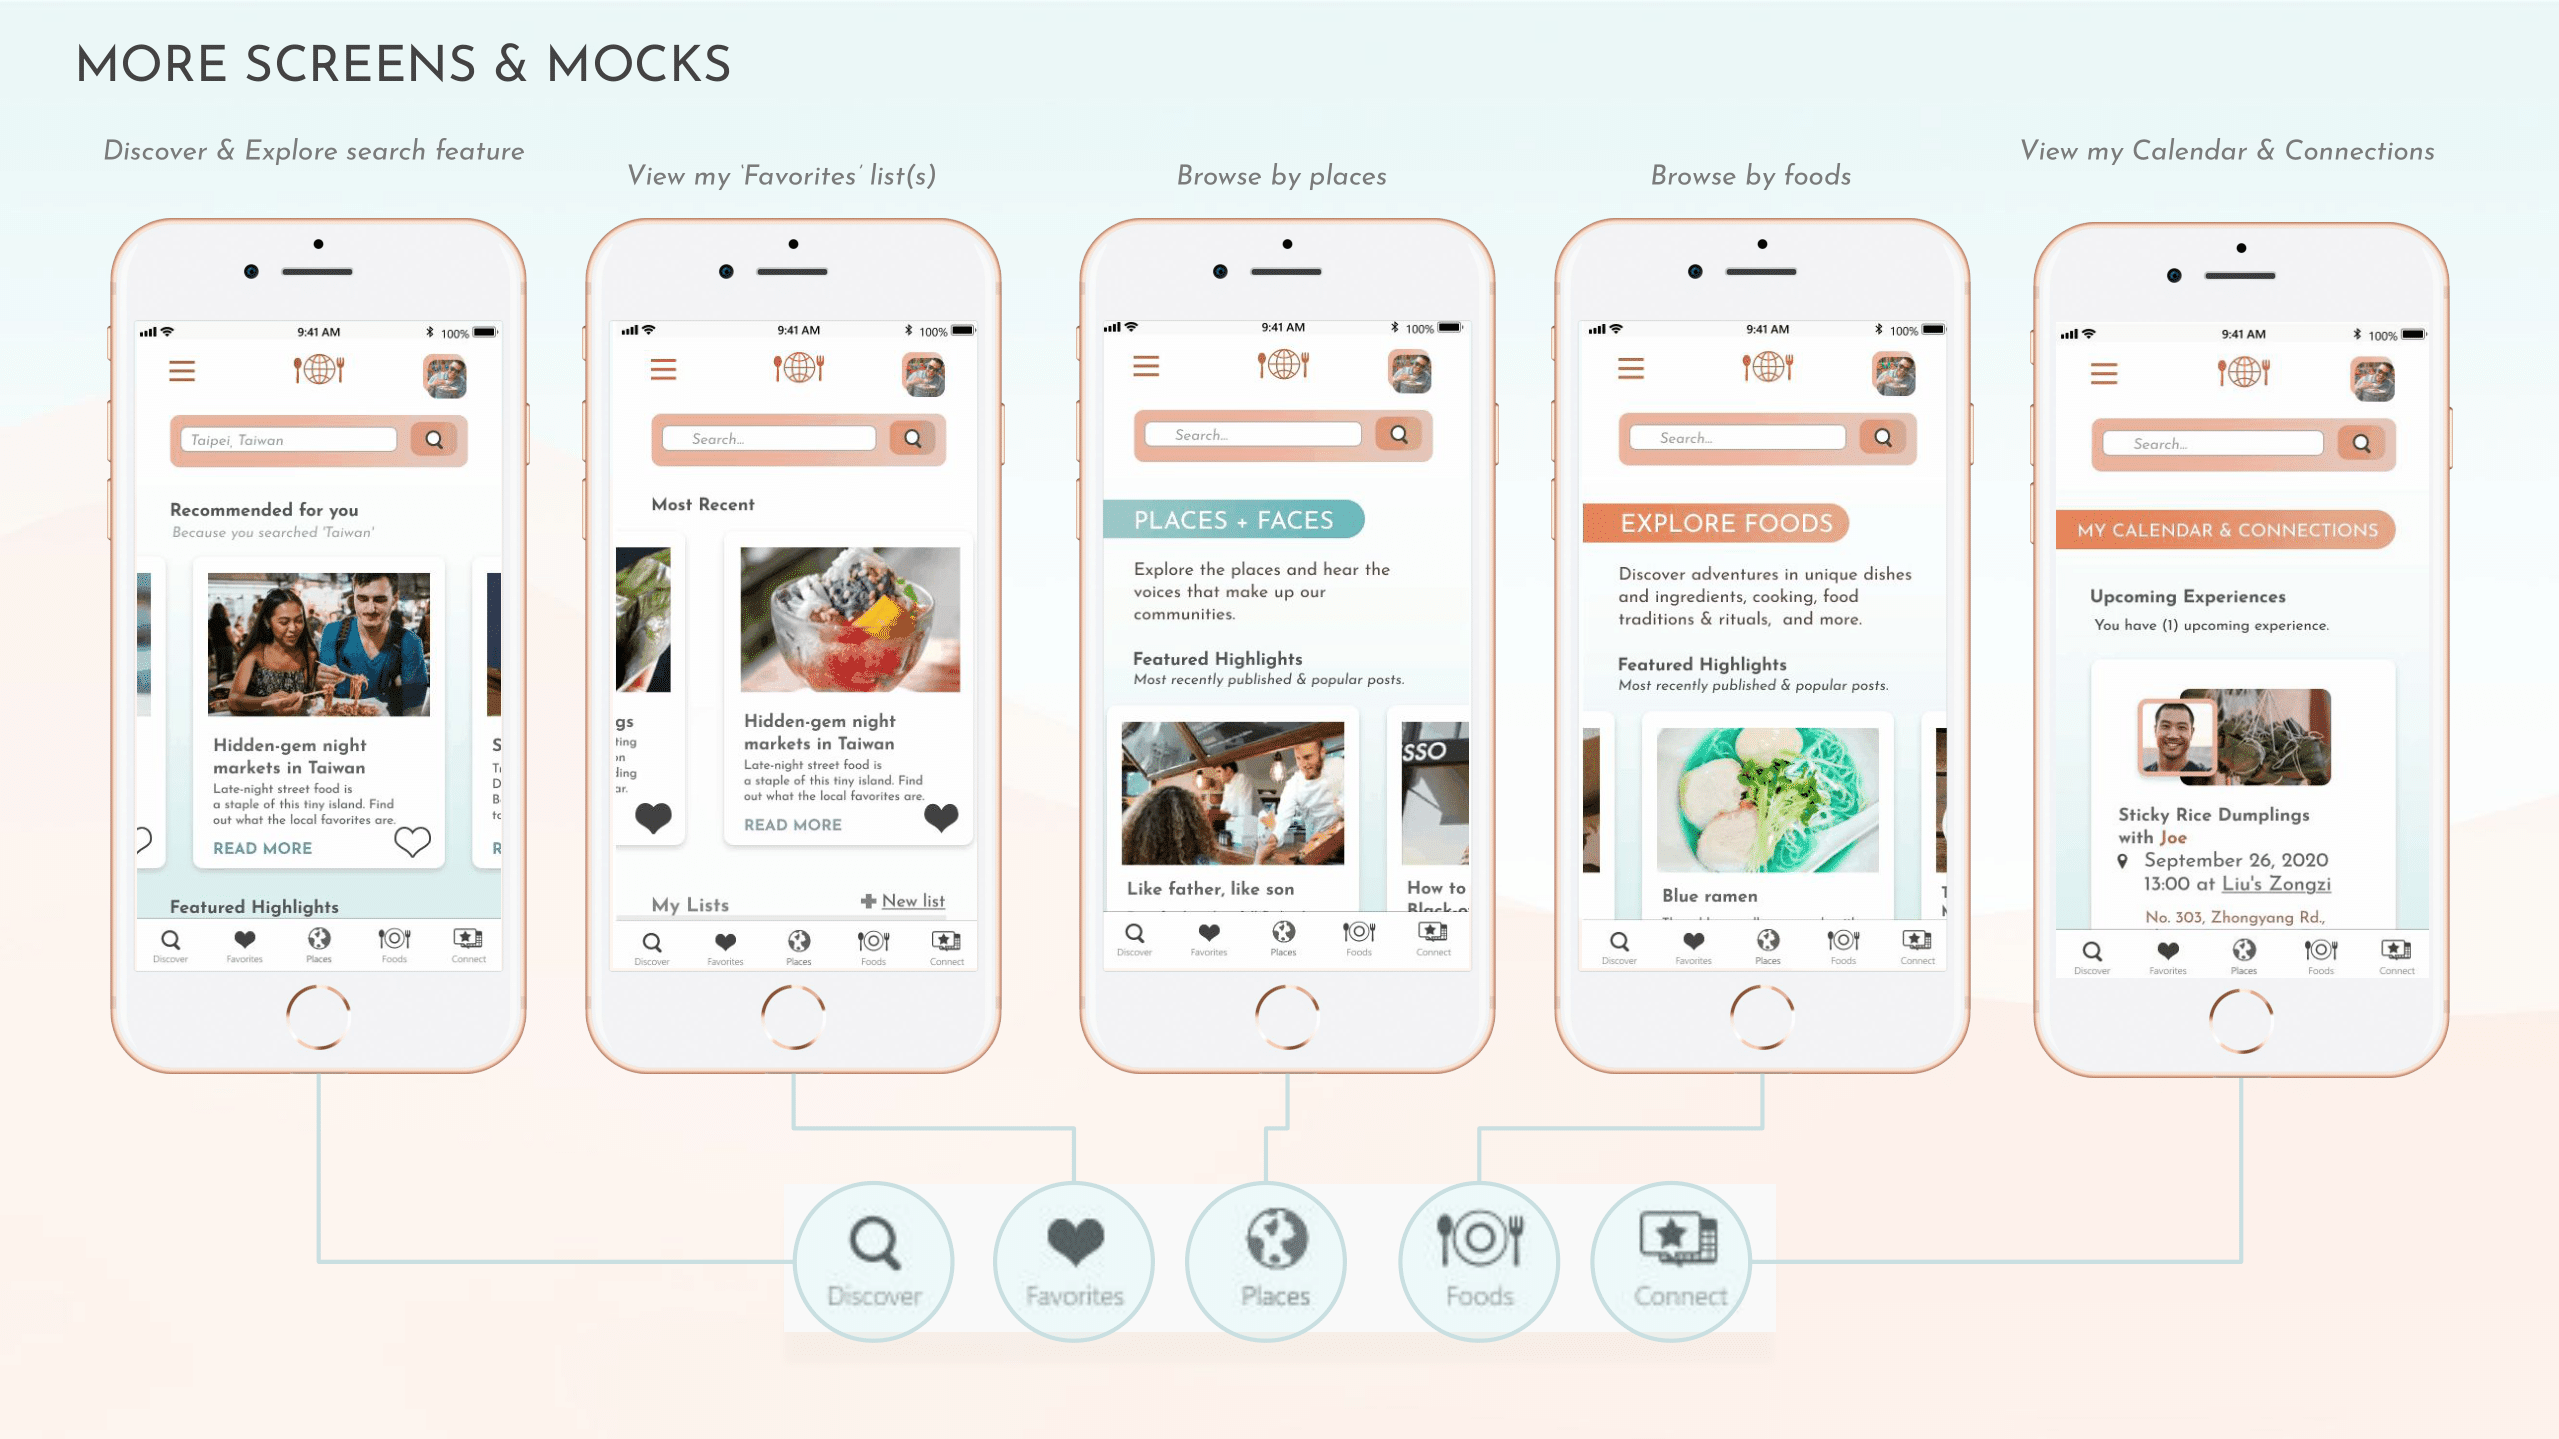 MORE SCREENS & MOCKS
Discover & Explore search feature
View my 'Favorites' list(s)
Browse by places
Browse by foods
View my Calendar & Connections
9:41 AM
100%
Taipei, Taiwan
Recommended for you
Because you searched 'Taiwan'
Hidden-gem night
markets in Taiwan
Late-night street food is
a staple of this tiny island. Find
out what the local favorites are.
READ MORE
Featured Highlights
Discover
Favorites
Places
Foods
Connect
9:41 AM
100%
Search...
Most Recent
Hidden-gem night
markets in Taiwan
Late-night street food is
a staple of this tiny island. Find
out what the local favorites are.
READ MORE
My Lists
New list
Discover
Favorites
Places
Foods
Connect
9:41 AM
100%
Search...
PLACES + FACES
Explore the places and hear the
voices that make up our
communities.
Featured Highlights
Most recently published & popular posts.
Like father, like son
How to
Discover
Favorites
Places
Foods
Connect
9:41 AM
100%
Search...
EXPLORE FOODS
Discover adventures in unique dishes
and ingredients, cooking, food
traditions & rituals, and more.
Featured Highlights
Most recently published & popular posts.
Blue ramen
Discover
Favorites
Places
Foods
Connect
9:41 AM
100%
Search...
MY CALENDAR & CONNECTIONS
Upcoming Experiences
You have (1) upcoming experience.
Sticky Rice Dumplings
with Joe
September 26, 2020
13:00 at Liu's Zongzi
No. 303, Zhongyang Rd.,
Discover
Favorites
Places
Foods
Connect
Discover
Favorites
Places
Foods
Connect